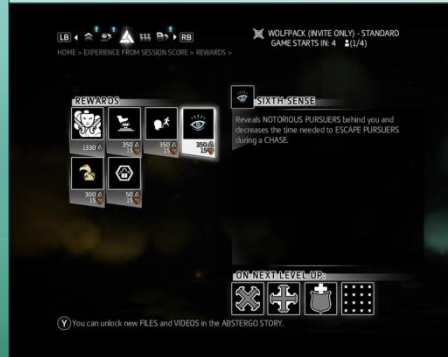 LB RB
WOLFPACK (INVITE ONLY) - STANDARD
GAME STARTS IN: 4 (1/4)
HOME > EXPERIENCE FROM SESSION SCORE > REWARDS >
REWARDS
SIXTH SENSE
Reveals NOTORIOUS PURSUERS behind you and
decreases the time needed to ESCAPE PURSUERS
during a CHASE.
1330 350 350 350
15 15 15
300 50
15 15
ON NEXT LEVEL UP:
Y You can unlock new FILES and VIDEOS in the ABSTERGO STORY.